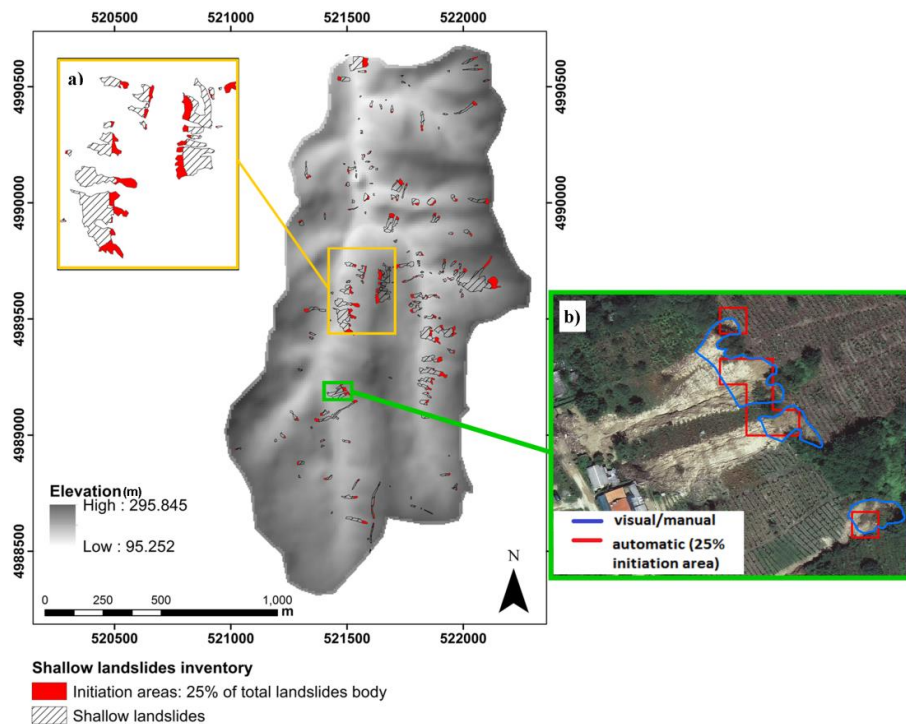 520500 521000 521500 522000
a)
4990500
4990500
4990000
4990000
4989500
4989500
b)
4989000
4989000
visual/manual
automatic (25%
initiation area)
Elevation(m)
High : 295.845
Low : 95.252
4988500
4988500
N
0 250 500 1,000
m
520500 521000 521500 522000
Shallow landslides inventory
Initiation areas: 25% of total landslides body
Shallow landslides